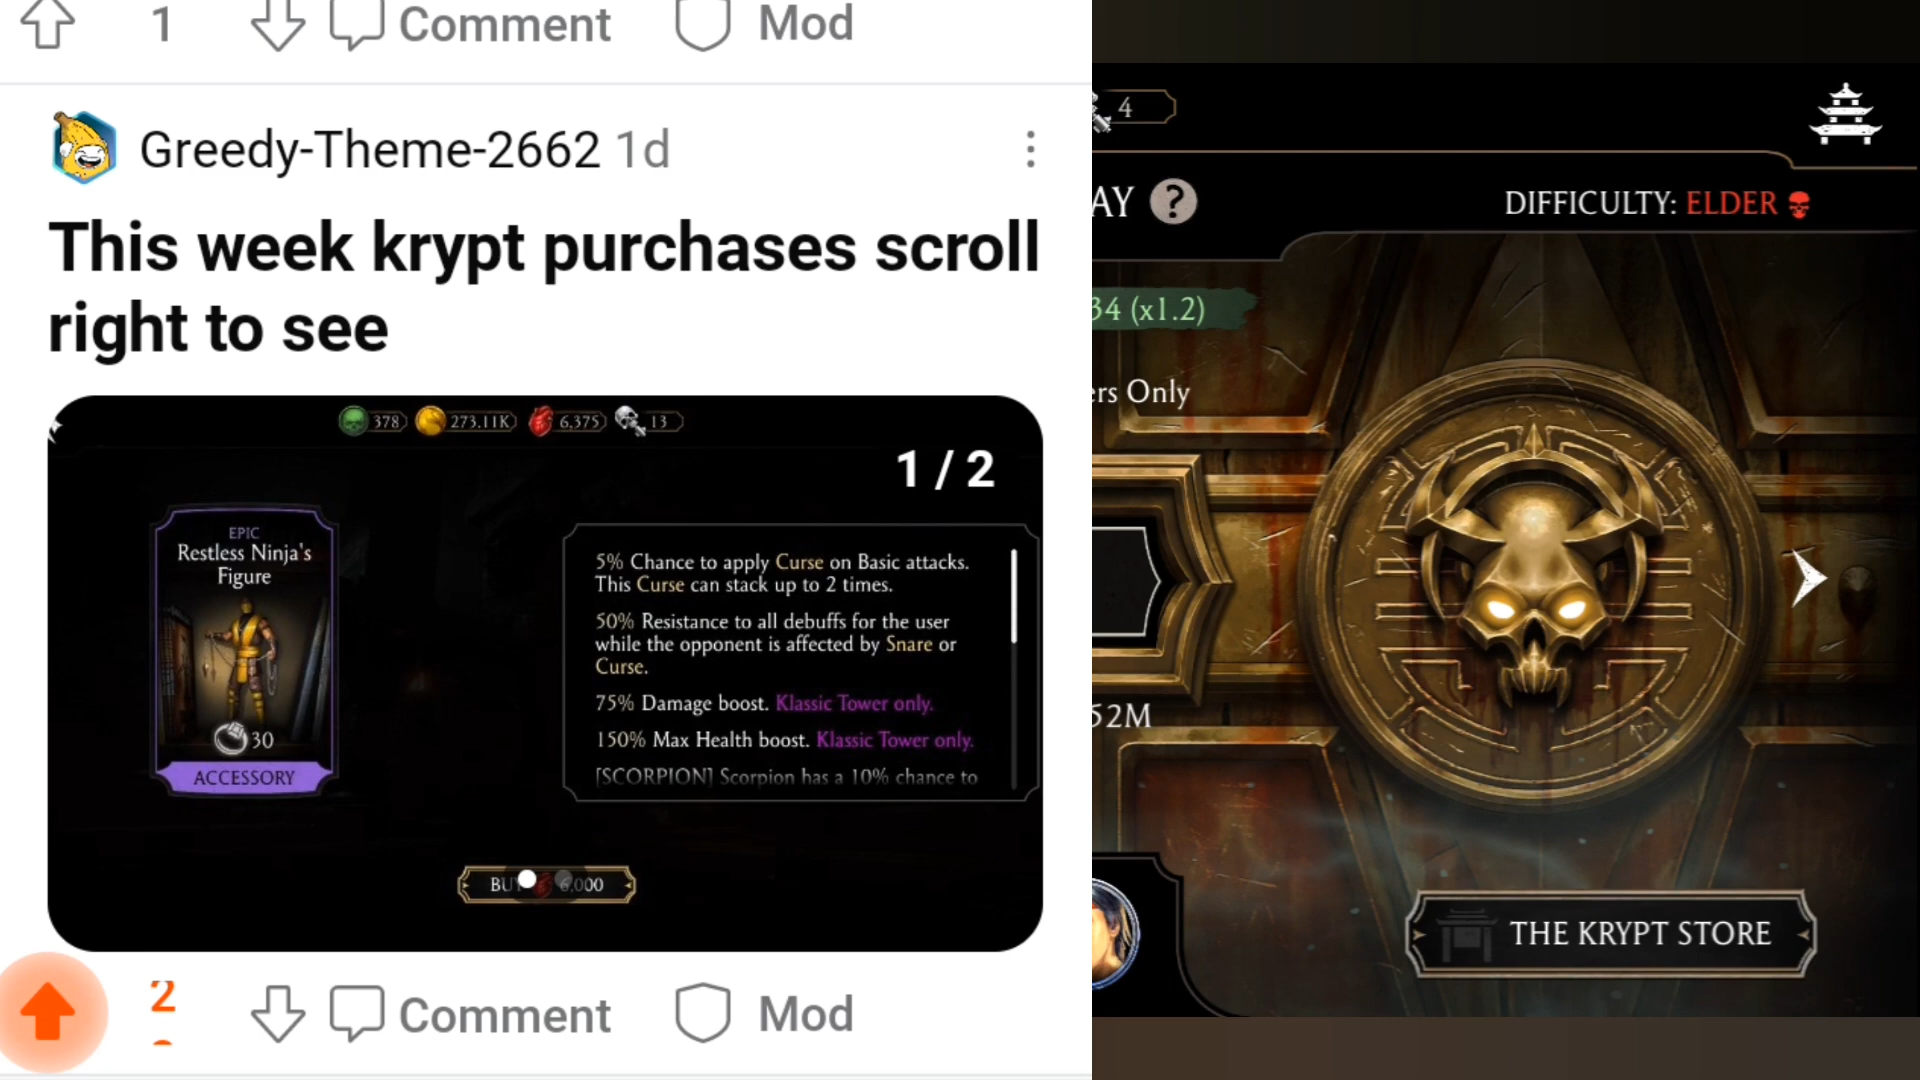 1 Comment Mod
Greedy-Theme-2662 1d
This week krypt purchases scroll
right to see
378 273.11K 6,375 13
1 / 2
EPIC
Restless Ninja's
Figure
30
ACCESSORY
5% Chance to apply Curse on Basic attacks.
This Curse can stack up to 2 times.
50% Resistance to all debuffs for the user
while the opponent is affected by Snare or
Curse.
75% Damage boost. Klassic Tower only.
150% Max Health boost. Klassic Tower only.
[SCORPION] Scorpion has a 10% chance to
BUY 6,000
2 Comment Mod
4
AY ?
DIFFICULTY: ELDER
34 (x1.2)
ers Only
52M
THE KRYPT STORE